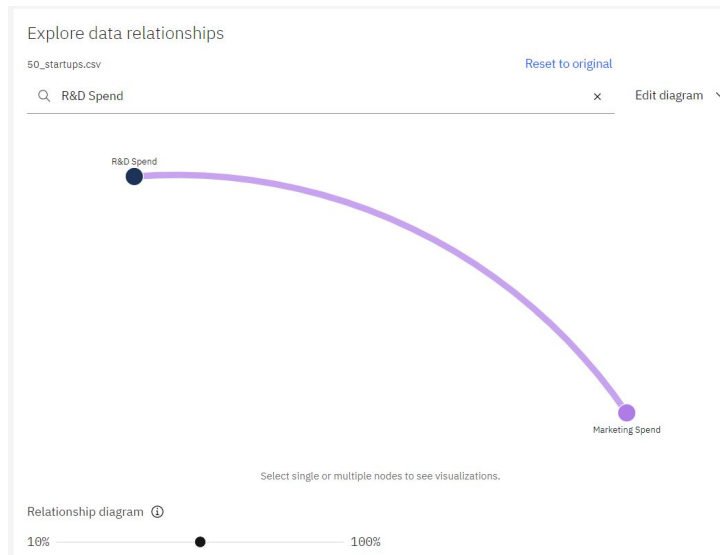 Explore data relationships
50_startups.csv Reset to original
R&D Spend × Edit diagram
R&D Spend
Marketing Spend
Select single or multiple nodes to see visualizations.
Relationship diagram
10% 100%